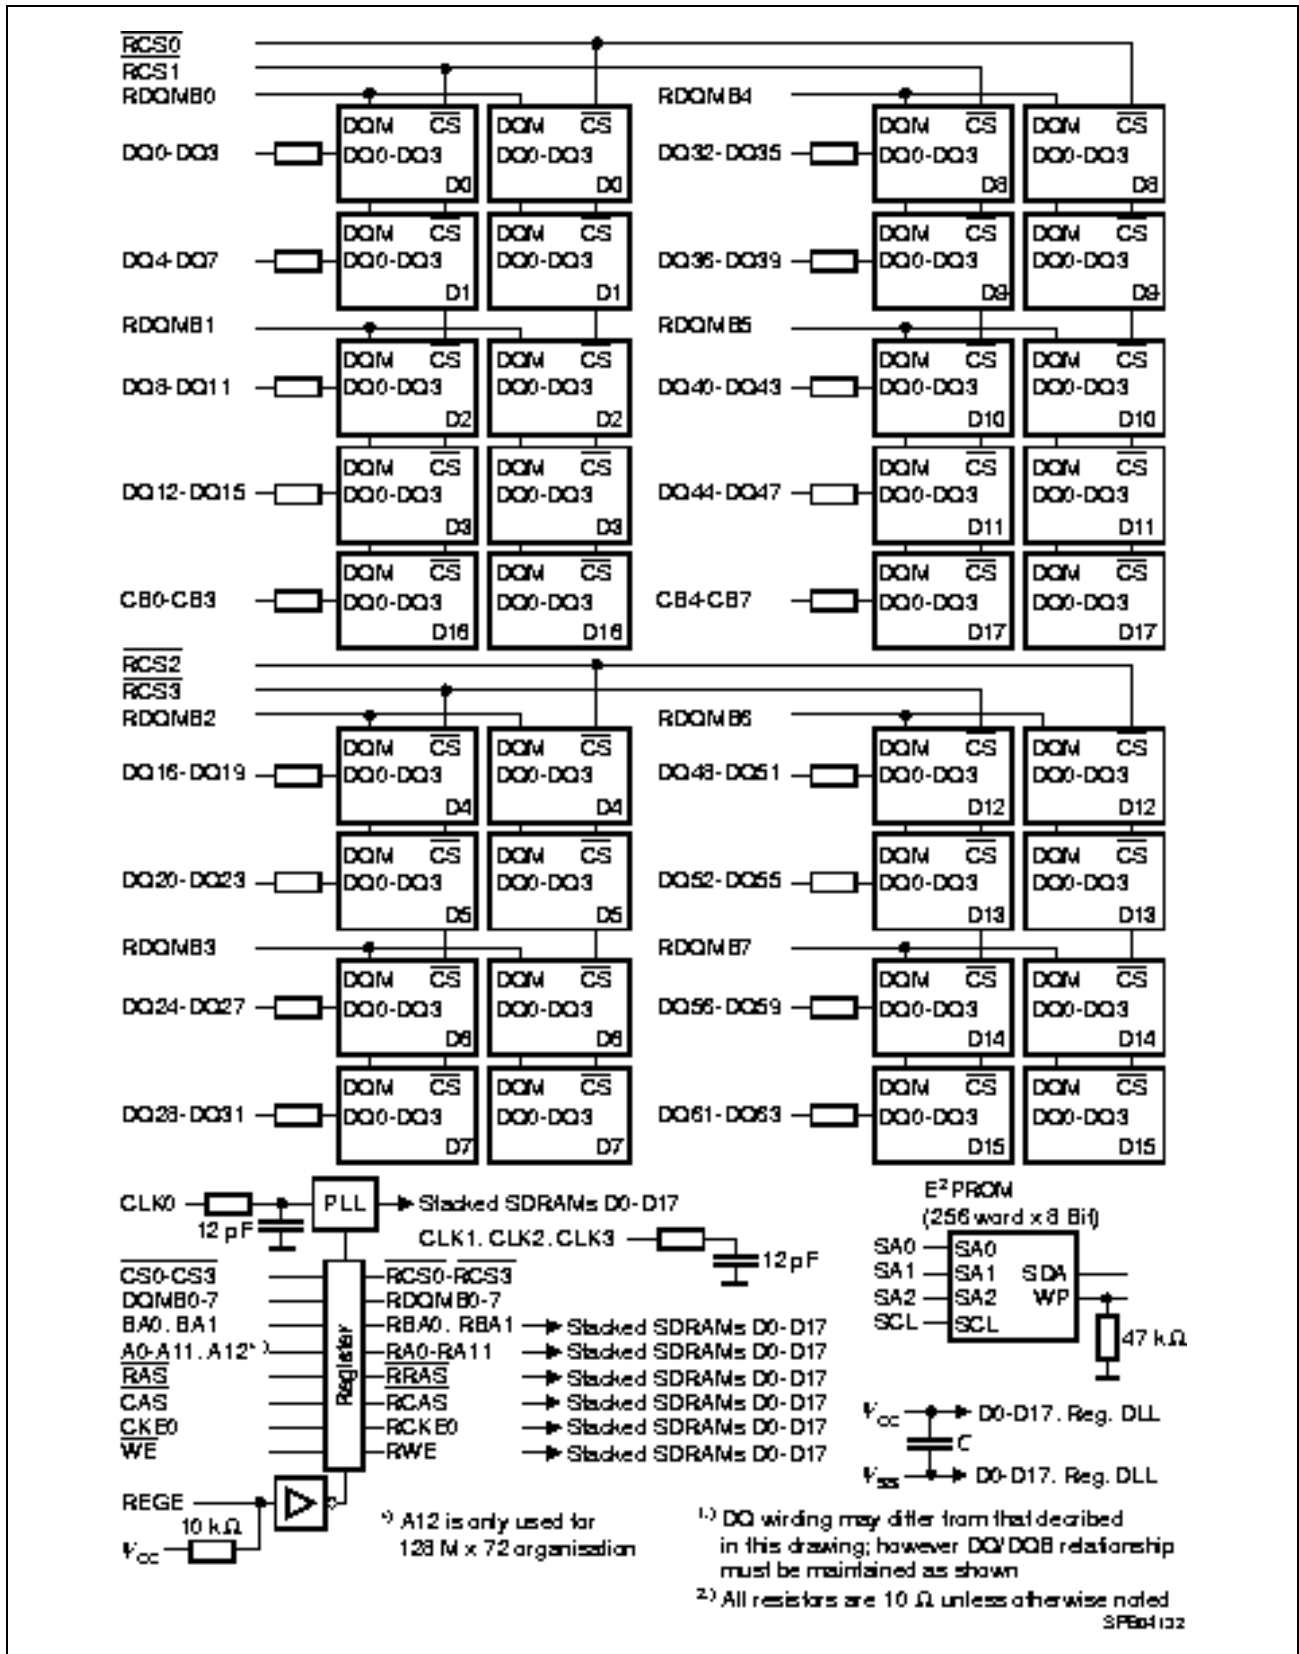 RCS0
RCS1
RDQMB0 RDQMB4
DQM CS DQM CS DQM CS DQM CS
DQ0-DQ3 DQ0-DQ3 DQ0-DQ3 DQ32-DQ35 DQ0-DQ3 DQ0-DQ3
D0 D0 D8 D8
DQM CS DQM CS DQM CS DQM CS
DQ4-DQ7 DQ0-DQ3 DQ0-DQ3 DQ36-DQ39 DQ0-DQ3 DQ0-DQ3
D1 D1 D9 D9
RDQMB1 RDQMB5
DQM CS DQM CS DQM CS DQM CS
DQ8-DQ11 DQ0-DQ3 DQ0-DQ3 DQ40-DQ43 DQ0-DQ3 DQ0-DQ3
D2 D2 D10 D10
DQM CS DQM CS DQM CS DQM CS
DQ12-DQ15 DQ0-DQ3 DQ0-DQ3 DQ44-DQ47 DQ0-DQ3 DQ0-DQ3
D3 D3 D11 D11
DQM CS DQM CS DQM CS DQM CS
CB0-CB3 DQ0-DQ3 DQ0-DQ3 CB4-CB7 DQ0-DQ3 DQ0-DQ3
D16 D16 D17 D17
RCS2
RCS3
RDQMB2 RDQMB6
DQM CS DQM CS DQM CS DQM CS
DQ16-DQ19 DQ0-DQ3 DQ0-DQ3 DQ48-DQ51 DQ0-DQ3 DQ0-DQ3
D4 D4 D12 D12
DQM CS DQM CS DQM CS DQM CS
DQ20-DQ23 DQ0-DQ3 DQ0-DQ3 DQ52-DQ55 DQ0-DQ3 DQ0-DQ3
D5 D5 D13 D13
RDQMB3 RDQMB7
DQM CS DQM CS DQM CS DQM CS
DQ24-DQ27 DQ0-DQ3 DQ0-DQ3 DQ56-DQ59 DQ0-DQ3 DQ0-DQ3
D6 D6 D14 D14
DQM CS DQM CS DQM CS DQM CS
DQ28-DQ31 DQ0-DQ3 DQ0-DQ3 DQ61-DQ63 DQ0-DQ3 DQ0-DQ3
D7 D7 D15 D15
CLK0 PLL Stacked SDRAMs D0-D17
12 pF
CLK1, CLK2, CLK3 12 pF
E² PROM
(256 word x 8 Bit)
SA0 SA0
SA1 SA1 SDA
SA2 SA2 WP
SCL SCL
47 kΩ
Register
CS0-CS3 RCS0-RCS3
DQMB0-7 RDQMB0-7
BA0, BA1 RBA0, RBA1 Stacked SDRAMs D0-D17
A0-A11, A12*) RA0-RA11 Stacked SDRAMs D0-D17
RAS RRAS Stacked SDRAMs D0-D17
CAS RCAS Stacked SDRAMs D0-D17
CKE0 RCKE0 Stacked SDRAMs D0-D17
WE RWE Stacked SDRAMs D0-D17
VCC D0-D17, Reg. DLL
C
VSS D0-D17, Reg. DLL
REGE
10 kΩ
VCC
*) A12 is only used for
128 M x 72 organisation
1.) DQ wirding may differ from that decribed
in this drawing; however DQ/DQB relationship
must be maintained as shown
2.) All resistors are 10 Ω unless otherwise noted
SPB04132